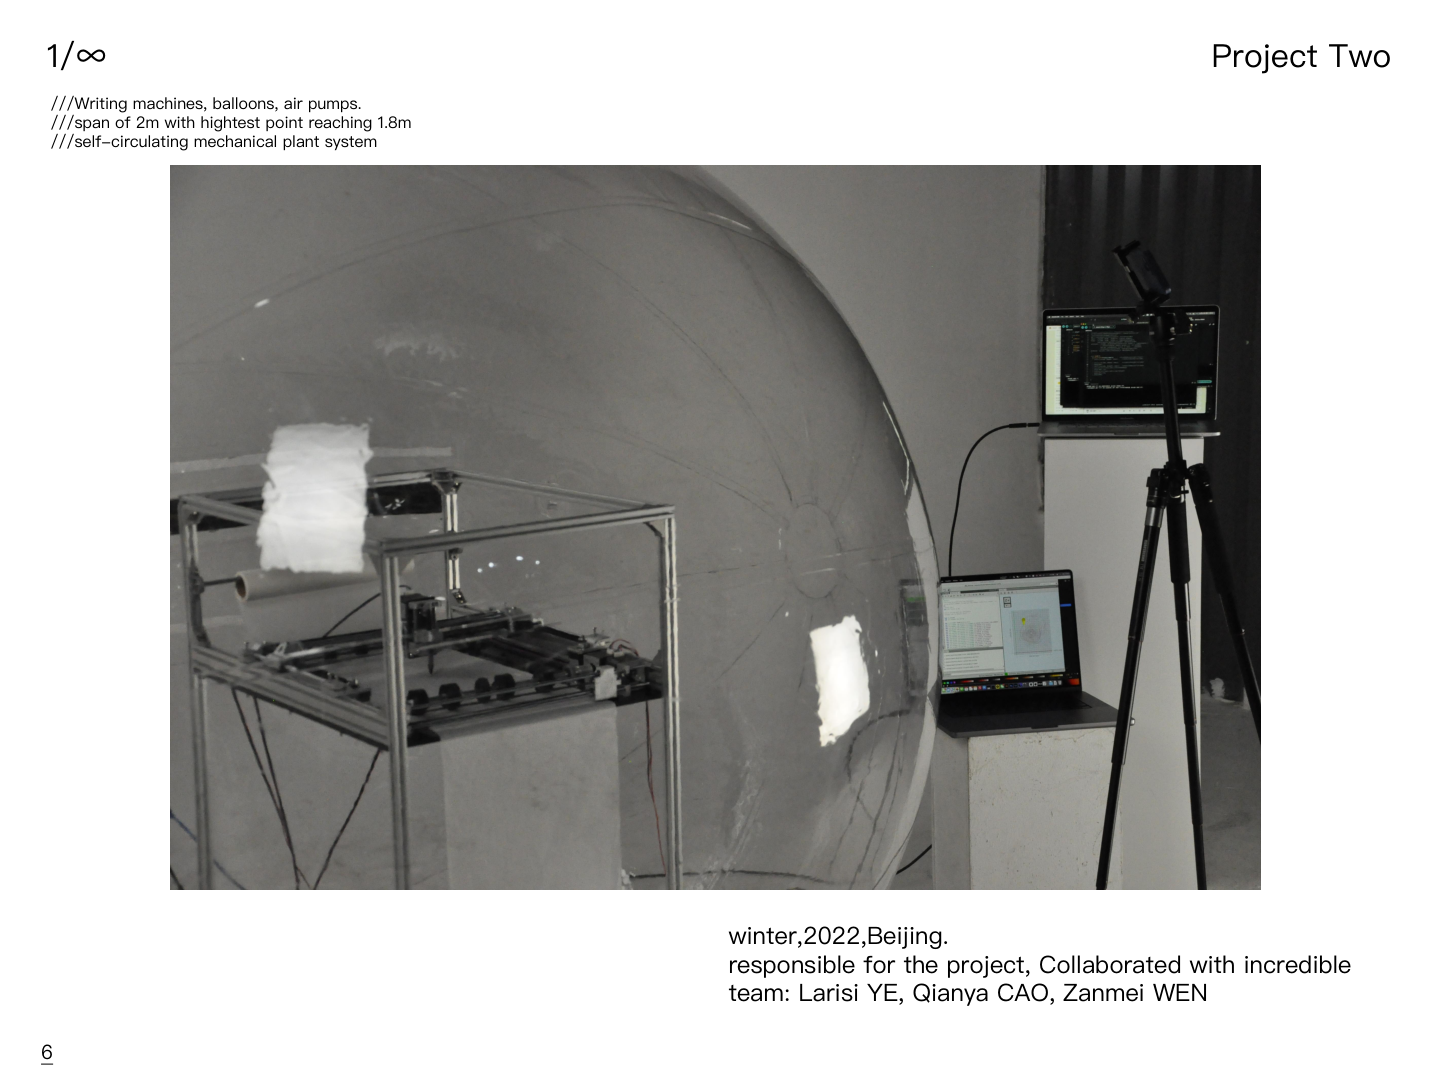 1/∞
Project Two
///Writing machines, balloons, air pumps.
///span of 2m with hightest point reaching 1.8m
///self-circulating mechanical plant system
winter,2022,Beijing.
responsible for the project, Collaborated with incredible
team: Larisi YE, Qianya CAO, Zanmei WEN
6